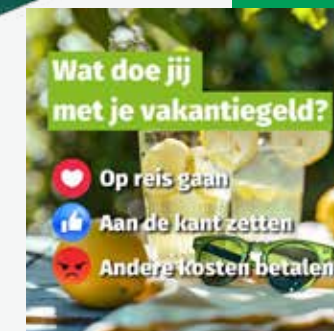 Wat doe jij
met je vakantiegeld?
Op reis gaan
Aan de kant zetten
Andere kosten betalen